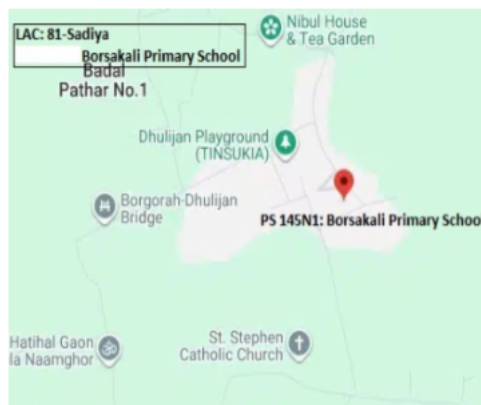 LAC: 81-Sadiya
Borsakali Primary School
Badal
Pathar No.1
Nibul House
& Tea Garden
Dhulijan Playground
(TINSUKIA)
Borgorah-Dhulijan
Bridge
PS 145N1: Borsakali Primary Schoo
Hatihal Gaon
la Naamghor
St. Stephen
Catholic Church